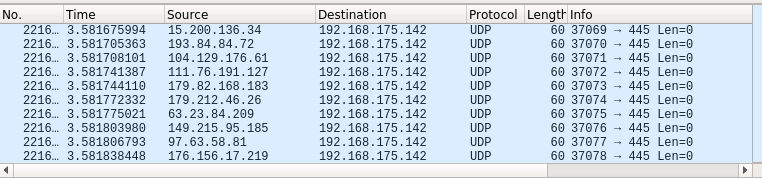 No. Time Source Destination Protocol Length Info
2216… 3.581675994 15.200.136.34 192.168.175.142 UDP 60 37069 → 445 Len=0
2216… 3.581705363 193.84.84.72 192.168.175.142 UDP 60 37070 → 445 Len=0
2216… 3.581708101 104.129.176.61 192.168.175.142 UDP 60 37071 → 445 Len=0
2216… 3.581741387 111.76.191.127 192.168.175.142 UDP 60 37072 → 445 Len=0
2216… 3.581744110 179.82.168.183 192.168.175.142 UDP 60 37073 → 445 Len=0
2216… 3.581772332 179.212.46.26 192.168.175.142 UDP 60 37074 → 445 Len=0
2216… 3.581775021 63.23.84.209 192.168.175.142 UDP 60 37075 → 445 Len=0
2216… 3.581803980 149.215.95.185 192.168.175.142 UDP 60 37076 → 445 Len=0
2216… 3.581806793 97.63.58.81 192.168.175.142 UDP 60 37077 → 445 Len=0
2216… 3.581838448 176.156.17.219 192.168.175.142 UDP 60 37078 → 445 Len=0